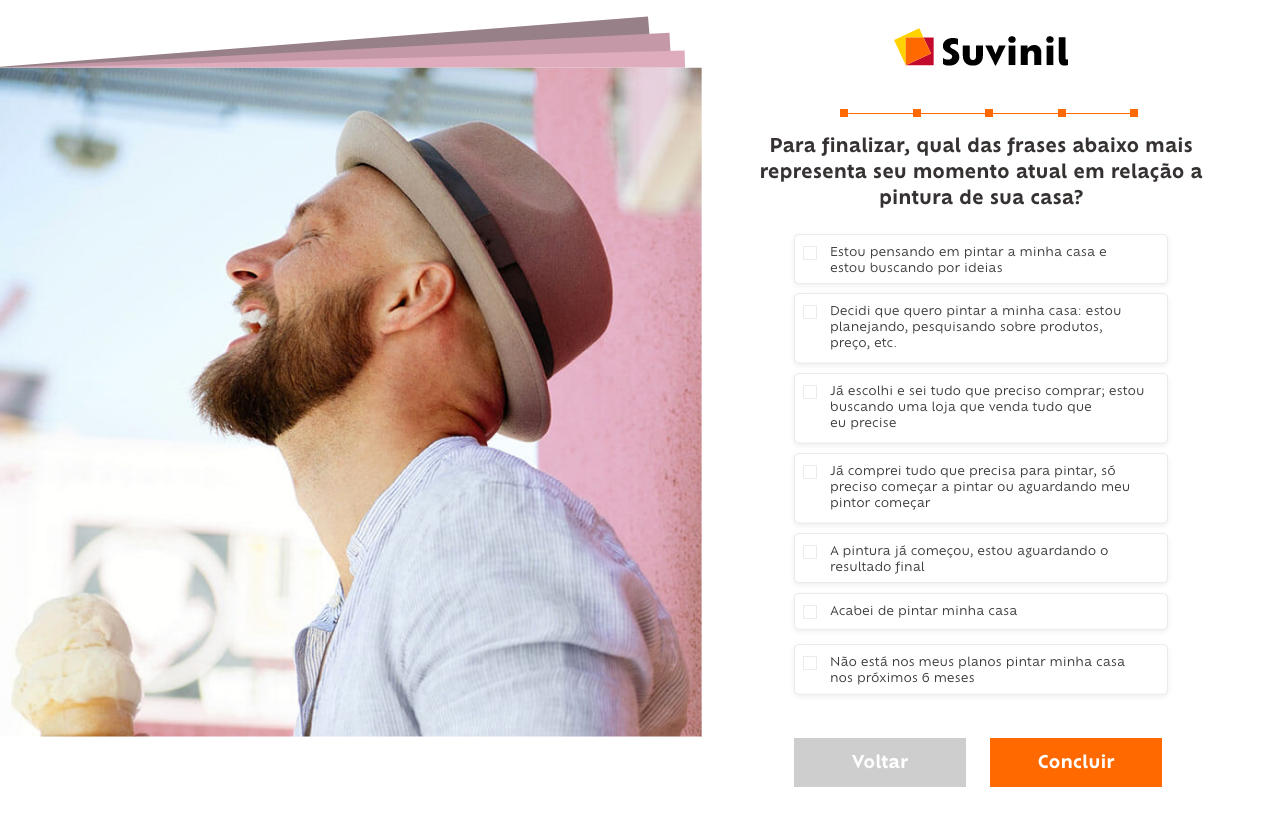 Suvinil
Para finalizar, qual das frases abaixo mais
representa seu momento atual em relação a
pintura de sua casa?
Estou pensando em pintar a minha casa e
estou buscando por ideias
Decidi que quero pintar a minha casa: estou
planejando, pesquisando sobre produtos,
preço, etc.
Já escolhi e sei tudo que preciso comprar; estou
buscando uma loja que venda tudo que
eu precise
Já comprei tudo que precisa para pintar, só
preciso começar a pintar ou aguardando meu
pintor começar
A pintura já começou, estou aguardando o
resultado final
Acabei de pintar minha casa
Não está nos meus planos pintar minha casa
nos próximos 6 meses
Voltar
Concluir